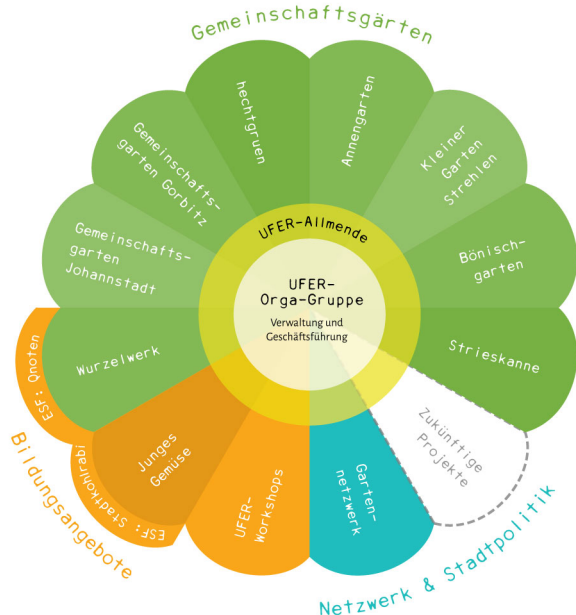 Gemeinschaftsgärten
hechtgruen
Annengarten
Kleiner
Garten
Strehlen
Bönisch-
garten
Strieskanne
Zukünftige
Projekte
Garten-
netzwerk
UFER-
Workshops
Junges
Gemüse
ESF: Stadtkohlrabi
Wurzelwerk
ESF: Qnoten
Gemeinschafts-
garten
Johannstadt
Gemeinschafts-
garten Gorbitz
UFER-Allmende
UFER-
Orga-Gruppe
Verwaltung und
Geschäftsführung
Bildungsangebote
Netzwerk & Stadtpolitik